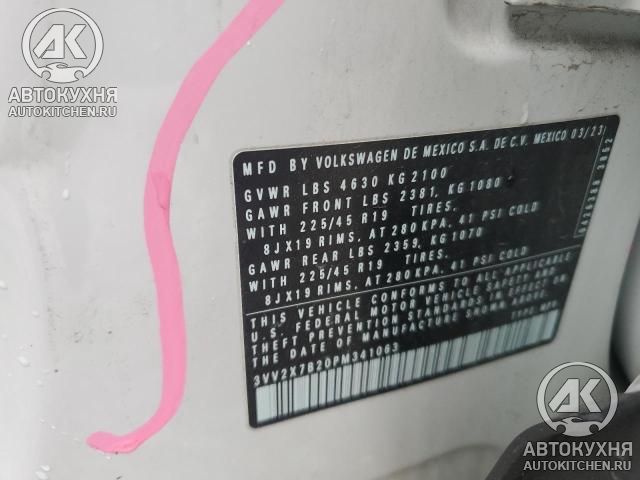 АК
АВТОКУХНЯ
AUTOKITCHEN.RU
MFD BY VOLKSWAGEN DE MEXICO S.A. DE C.V. MEXICO 03/23
GVWR LBS 4630 KG 2100
GAWR FRONT LBS 2381, KG 1080
WITH 225/45 R19 TIRES.
8JX19 RIMS, AT 280 KPA, 41 PSI COLD
GAWR REAR LBS 2359, KG 1070
WITH 225/45 R19 TIRES.
8JX19 RIMS, AT 280 KPA, 41 PSI COLD
THIS VEHICLE CONFORMS TO ALL APPLICABLE
U.S. FEDERAL MOTOR VEHICLE SAFETY AND
THEFT PREVENTION STANDARDS IN EFFECT ON
THE DATE OF MANUFACTURE SHOWN ABOVE.
3VV2X7B20PM341063
АК
АВТОКУХНЯ
AUTOKITCHEN.RU